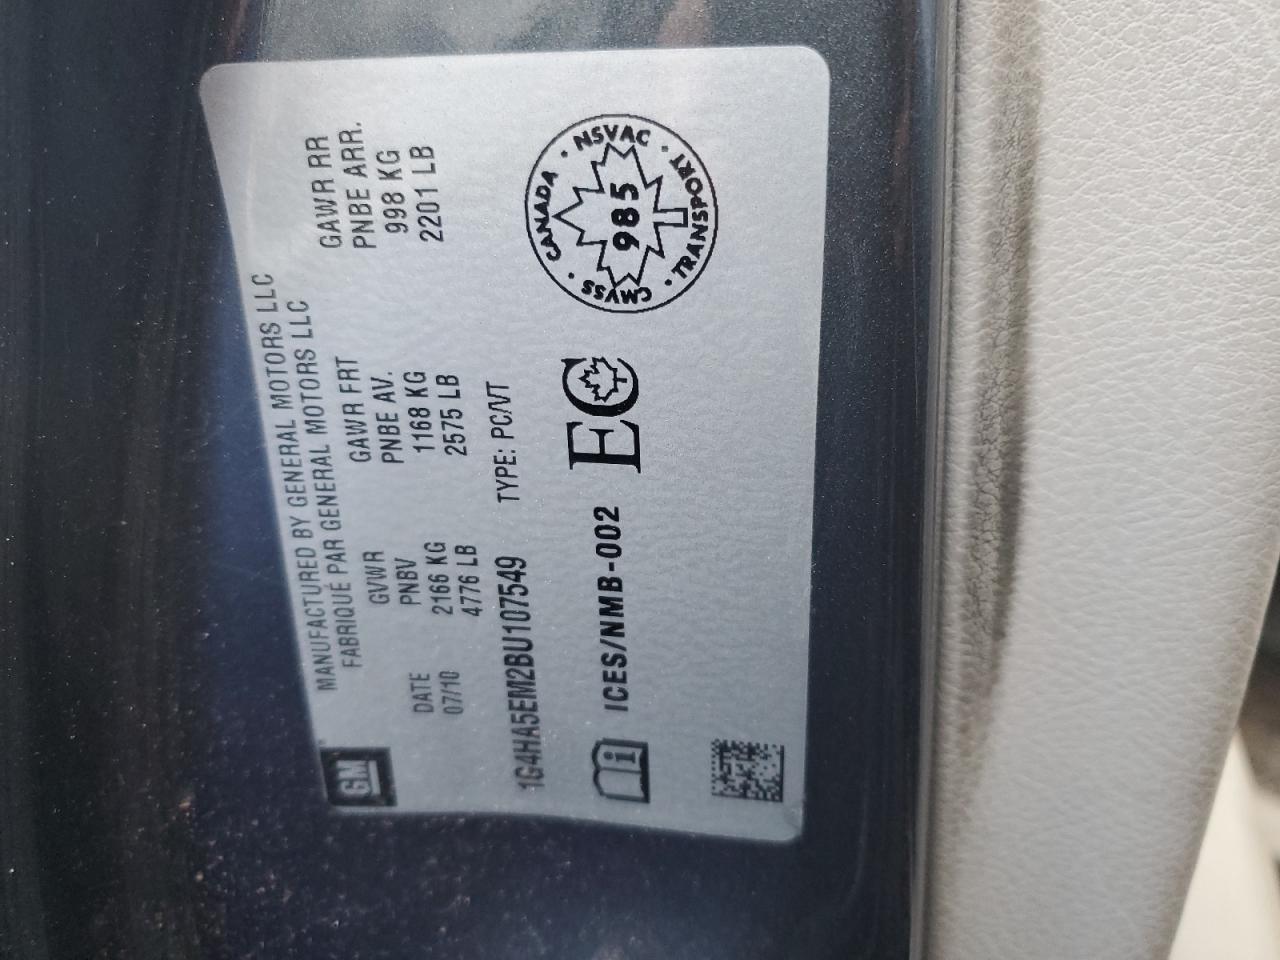 GM
MANUFACTURED BY GENERAL MOTORS LLC
FABRIQUÉ PAR GENERAL MOTORS LLC
DATE
07/10
GVWR
PNBV
2166 KG
4776 LB
GAWR FRT
PNBE AV.
1168 KG
2575 LB
GAWR RR
PNBE ARR.
998 KG
2201 LB
1G4HA5EM2BU107549 TYPE: PC/VT
i ICES/NMB-002 EC
CANADA · NSVAC · TRANSPORT · CMVSS ·
985